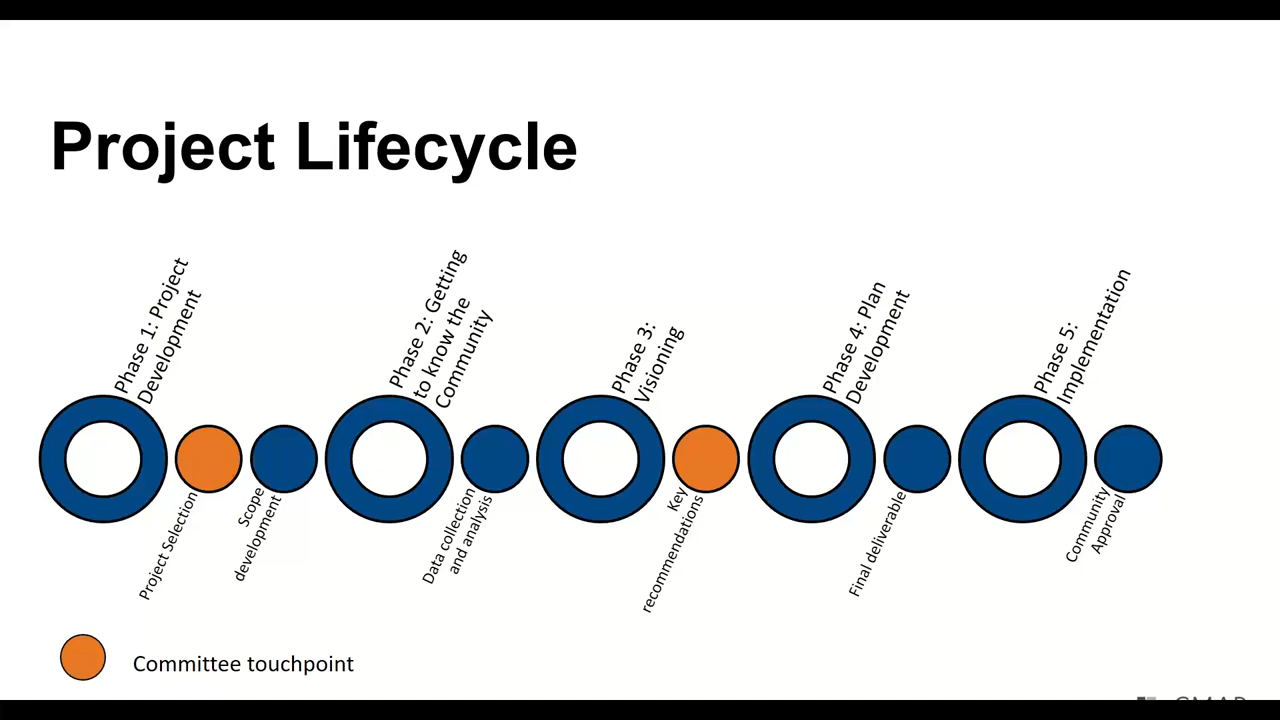 Project Lifecycle
Phase 1: Project
Development
Phase 2: Getting
to know the
Community
Phase 3:
Visioning
Phase 4: Plan
Development
Phase 5:
Implementation
Project Selection
Scope
development
Data collection
and analysis
Key
recommendations
Final deliverable
Community
Approval
Committee touchpoint